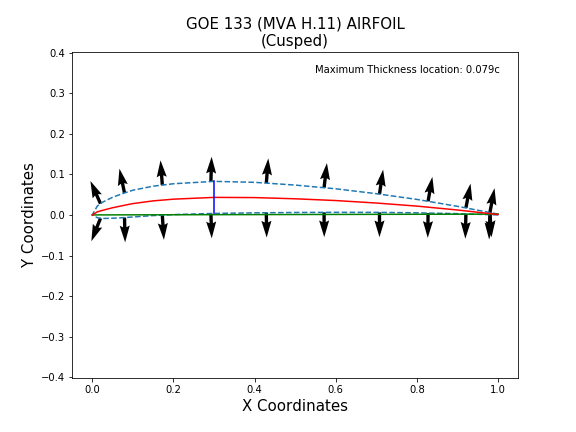 GOE 133 (MVA H.11) AIRFOIL
(Cusped)
Maximum Thickness location: 0.079c
Y Coordinates
0.4
0.3
0.2
0.1
0.0
−0.1
−0.2
−0.3
−0.4
0.0 0.2 0.4 0.6 0.8 1.0
X Coordinates